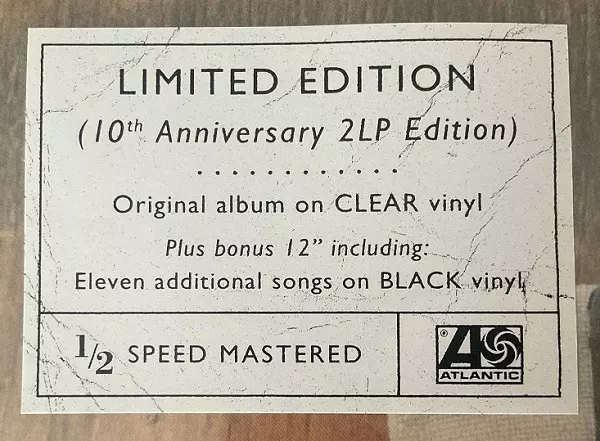 LIMITED EDITION
(10th Anniversary 2LP Edition)
Original album on CLEAR vinyl
Plus bonus 12” including:
Eleven additional songs on BLACK vinyl
1/2 SPEED MASTERED
®
ATLANTIC